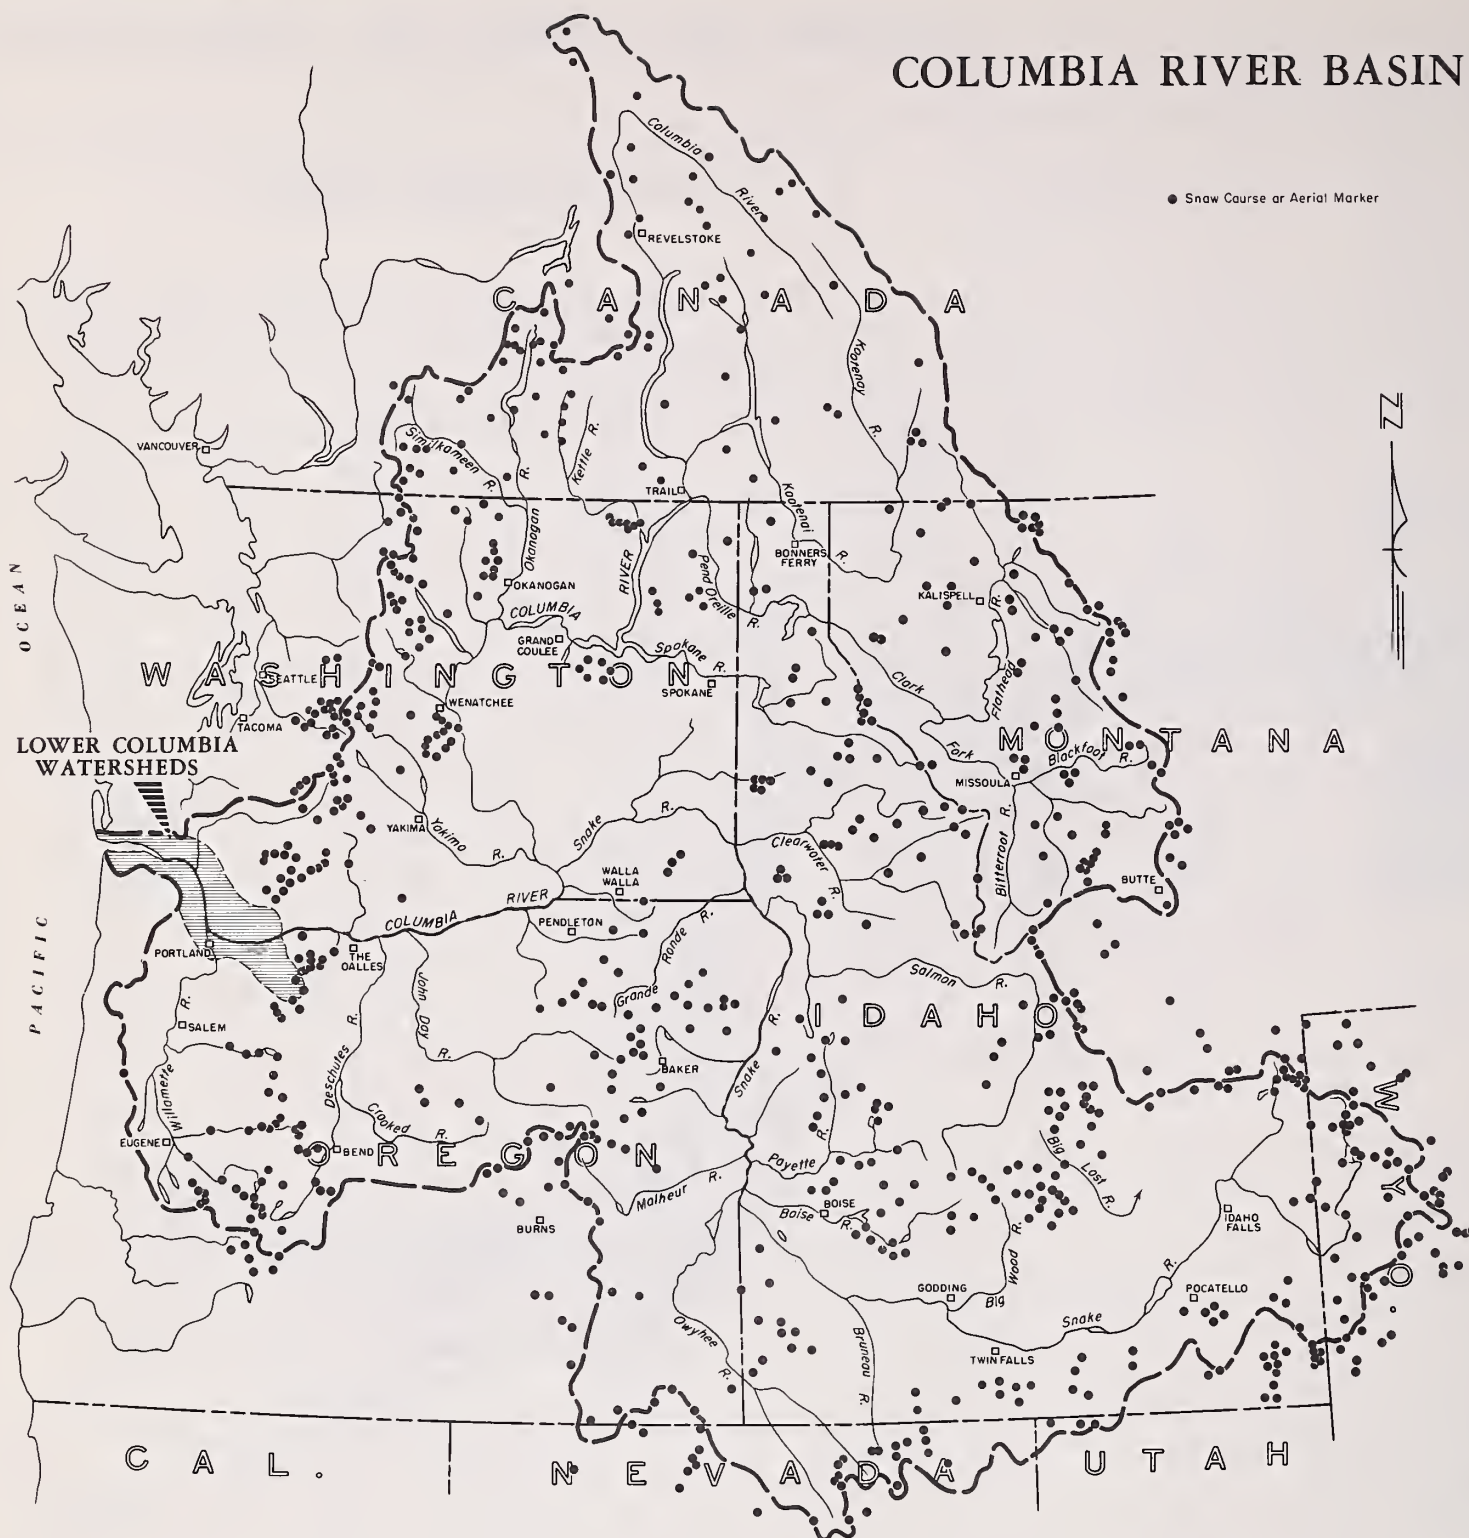 COLUMBIA RIVER BASIN
Snaw Caurse ar Aerial Marker
Columbia
River
REVELSTOKE
CANADA
Kootenay
R.
Similkameen
R.
R.
Okanogan
Kettle R.
VANCOUVER
TRAIL
Kootenai
R.
BONNERS
FERRY
OKANOGAN
COLUMBIA
RIVER
Pend Oreille
R.
KALISPELL
R.
Flathead
GRAND
COULEE
Spokane
R.
SPOKANE
OCEAN
WASHINGTON
SEATTLE
WENATCHEE
TACOMA
Clark
Fork
MONTANA
Blackfoot
R.
MISSOULA
LOWER COLUMBIA
WATERSHEDS
YAKIMA
Yakima
R.
Snake
R.
WALLA
WALLA
Clearwater
R.
Bitterroot R.
BUTTE
PACIFIC
COLUMBIA
RIVER
PENDLETON
PORTLAND
THE
OALLES
Ronde R.
Grande
John Day
R.
Salmon
R.
IDAHO
R.
SALEM
Willamette
R.
Deschutes
BAKER
Snake
R.
Crooked
R.
EUGENE
BEND
OREGON
Payette
R.
Malheur
R.
Big
Lost
R.
BURNS
Boise
R.
BOISE
IDAHO
FALLS
WYO.
GODDING
Big
Wood
R.
POCATELLO
Snake
R.
Owyhee
R.
Bruneau
R.
TWIN FALLS
CAL.
NEVADA
UTAH